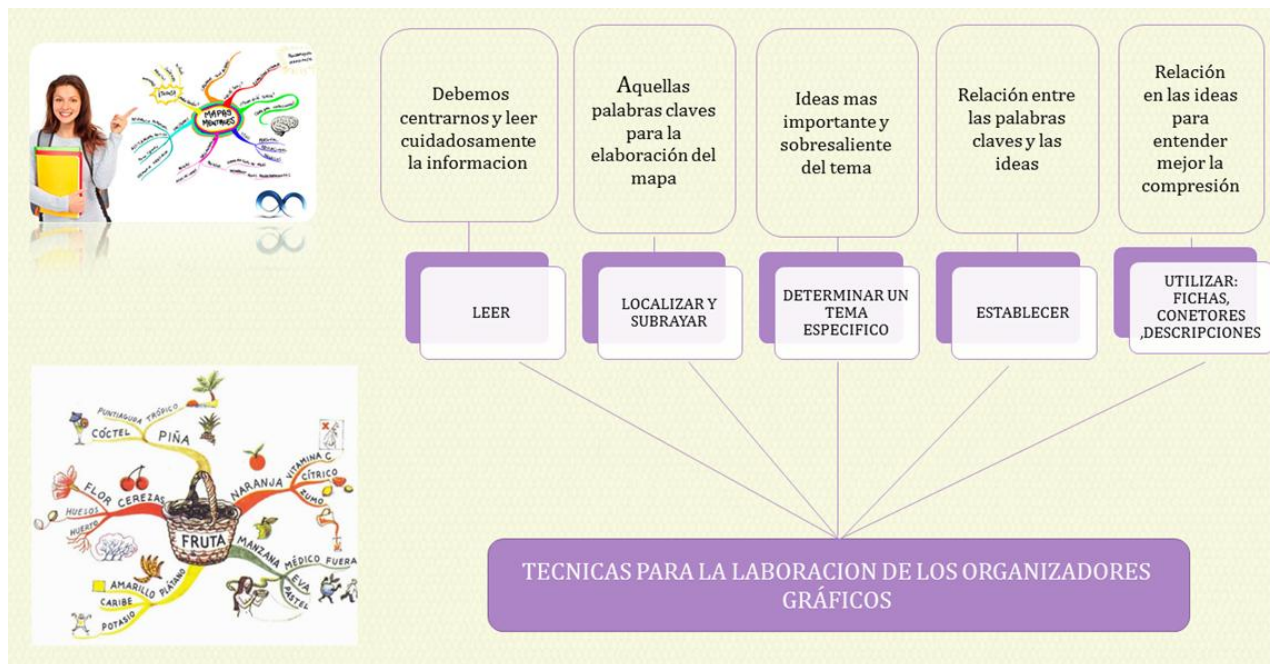 MAPAS
MENTALES
Debemos
centrarnos y leer
cuidadosamente
la informacion
Aquellas
palabras claves
para la
elaboración del
mapa
Ideas mas
importante y
sobresaliente
del tema
Relación entre
las palabras
claves y las
ideas
Relación
en las ideas
para
entender
mejor la
compresión
LEER
LOCALIZAR Y
SUBRAYAR
DETERMINAR UN
TEMA
ESPECIFICO
ESTABLECER
UTILIZAR:
FICHAS,
CONETORES
,DESCRIPCIONES
TECNICAS PARA LA LABORACION DE LOS ORGANIZADORES
GRÁFICOS
PUNTIAGUDA TRÓPICO
CÓCTEL
PIÑA
VITAMINA C
CÍTRICO
ZUMO
NARANJA
FLOR
CEREZAS
HUESOS
HUERTO
FRUTA
MANZANA
MÉDICO FUERA
EVA
PASTEL
AMARILLO
PLÁTANO
CARIBE
POTASIO